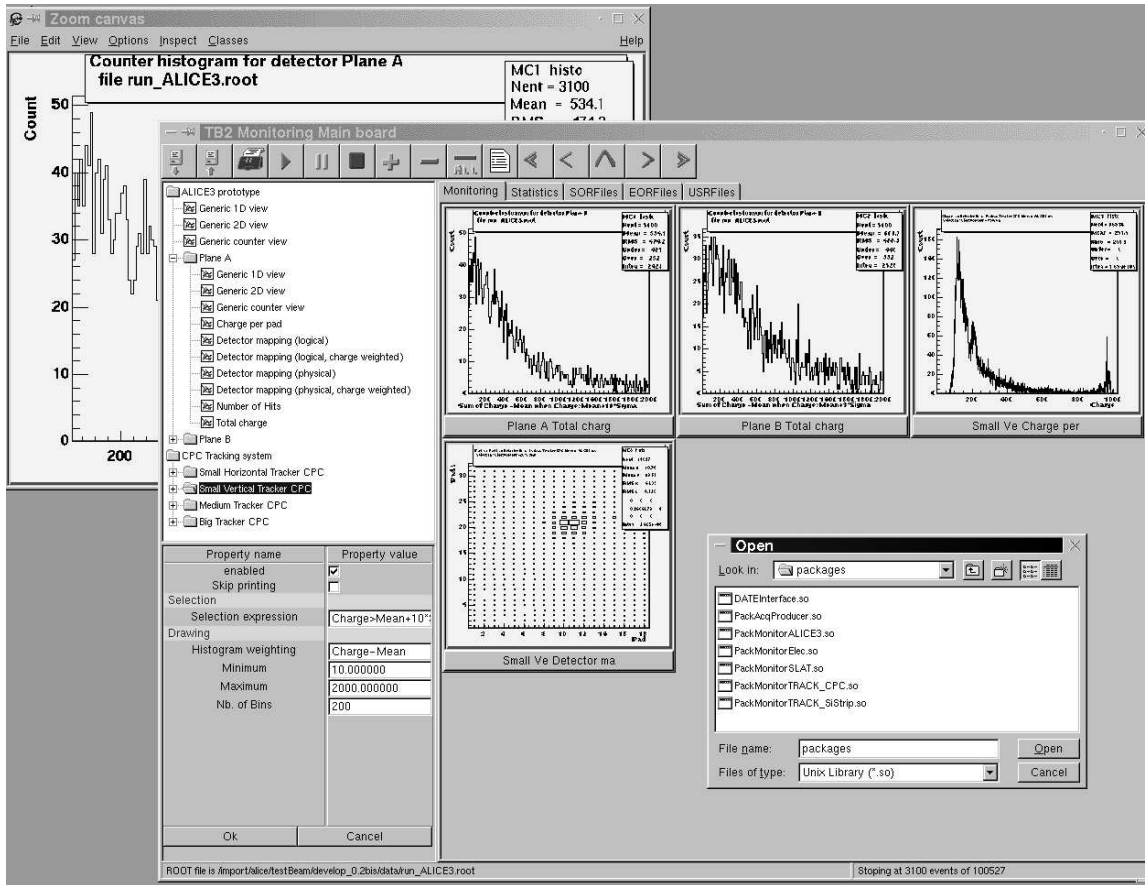 Zoom canvas
File Edit View Options Inspect Classes Help
Counter histogram for detector Plane A
file run_ALICE3.root
MC1 histo
Nent = 3100
Mean = 534.1
Count
50
40
30
20
10
0
200
TB2 Monitoring Main board
ALL
ALICE3 prototype
Generic 1D view
Generic 2D view
Generic counter view
Plane A
Generic 1D view
Generic 2D view
Generic counter view
Charge per pad
Detector mapping (logical)
Detector mapping (logical, charge weighted)
Detector mapping (physical)
Detector mapping (physical, charge weighted)
Number of Hits
Total charge
Plane B
CPC Tracking system
Small Horizontal Tracker CPC
Small Vertical Tracker CPC
Medium Tracker CPC
Big Tracker CPC
Property name Property value
enabled
Skip printing
Selection
Selection expression Charge>Mean+10*
Drawing
Histogram weighting Charge-Mean
Minimum 10.000000
Maximum 2000.000000
Nb. of Bins 200
Ok Cancel
Monitoring Statistics SORFiles EORFiles USRFiles
Plane A Total charg
Plane B Total charg
Small Ve Charge per
Small Ve Detector ma
Open
Look in: packages
DATEInterface.so
PackAcqProducer.so
PackMonitorALICE3.so
PackMonitorElec.so
PackMonitorSLAT.so
PackMonitorTRACK_CPC.so
PackMonitorTRACK_SiStrip.so
File name: packages Open
Files of type: Unix Library (*.so) Cancel
ROOT file is /import/alice/testBeam/develop_0.2bis/data/run_ALICE3.root
Stoping at 3100 events of 100527